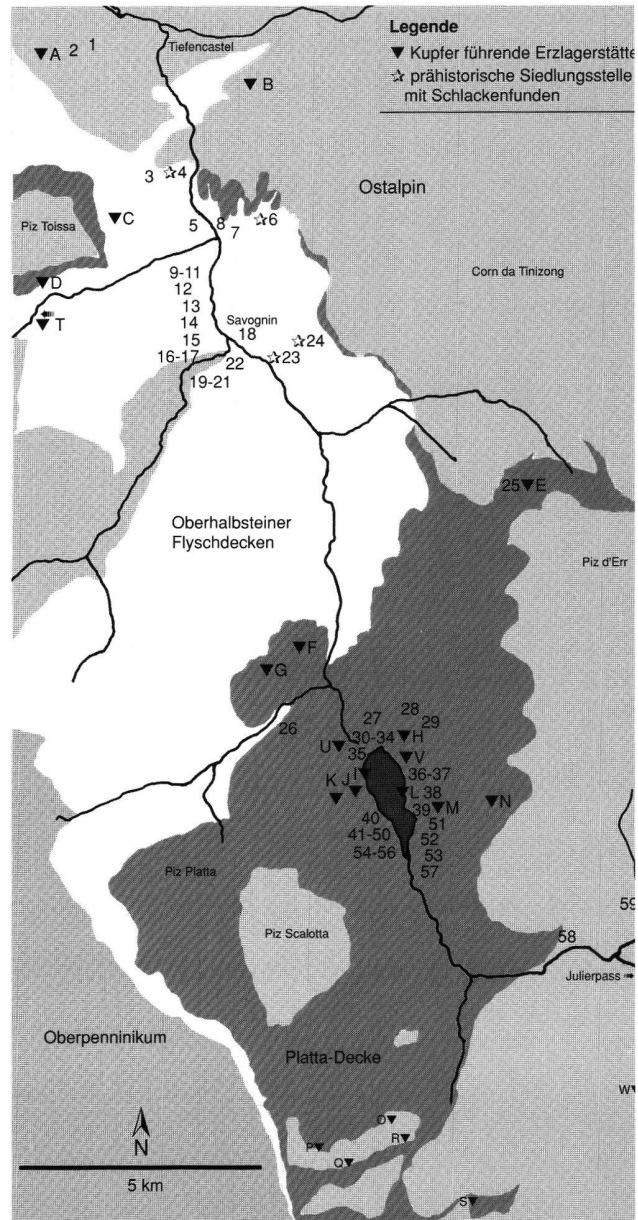 Legende
▼ Kupfer führende Erzlagerstätte
☆ prähistorische Siedlungsstelle
mit Schlackenfunden
Tiefencastel
A 2 1
B
3 4
Ostalpin
Piz Toissa
C
5 8 7 6
D
Corn da Tinizong
T
9-11
12
13
14
15
16-17
Savognin
18
24
22
23
19-21
25 E
Oberhalbsteiner
Flyschdecken
Piz d'Err
F
G
26
27
28
29
30-34
H
U
35
V
I
36-37
K J
L 38
39 M
N
40
41-50
51
52
54-56
53
57
Piz Platta
Piz Scalotta
59
58
Julierpass
Oberpenninikum
Platta-Decke
W
O
R
P
Q
S
N
5 km